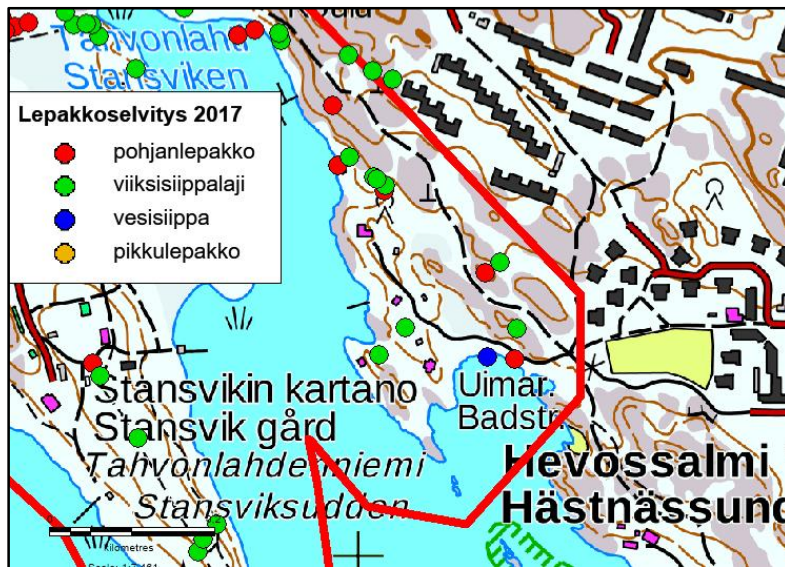 Tahvonlahti
Stansviken
Lepakkoselvitys 2017
pohjanlepakko
viiksisiippalaji
vesisiippa
pikkulepakko
Stansvikin kartano
Stansvik gård
Uimar.
Badstr.
Tahvonlahdenniemi
Stansviksudden
Hevossalmi
Hästnässund
kilometres